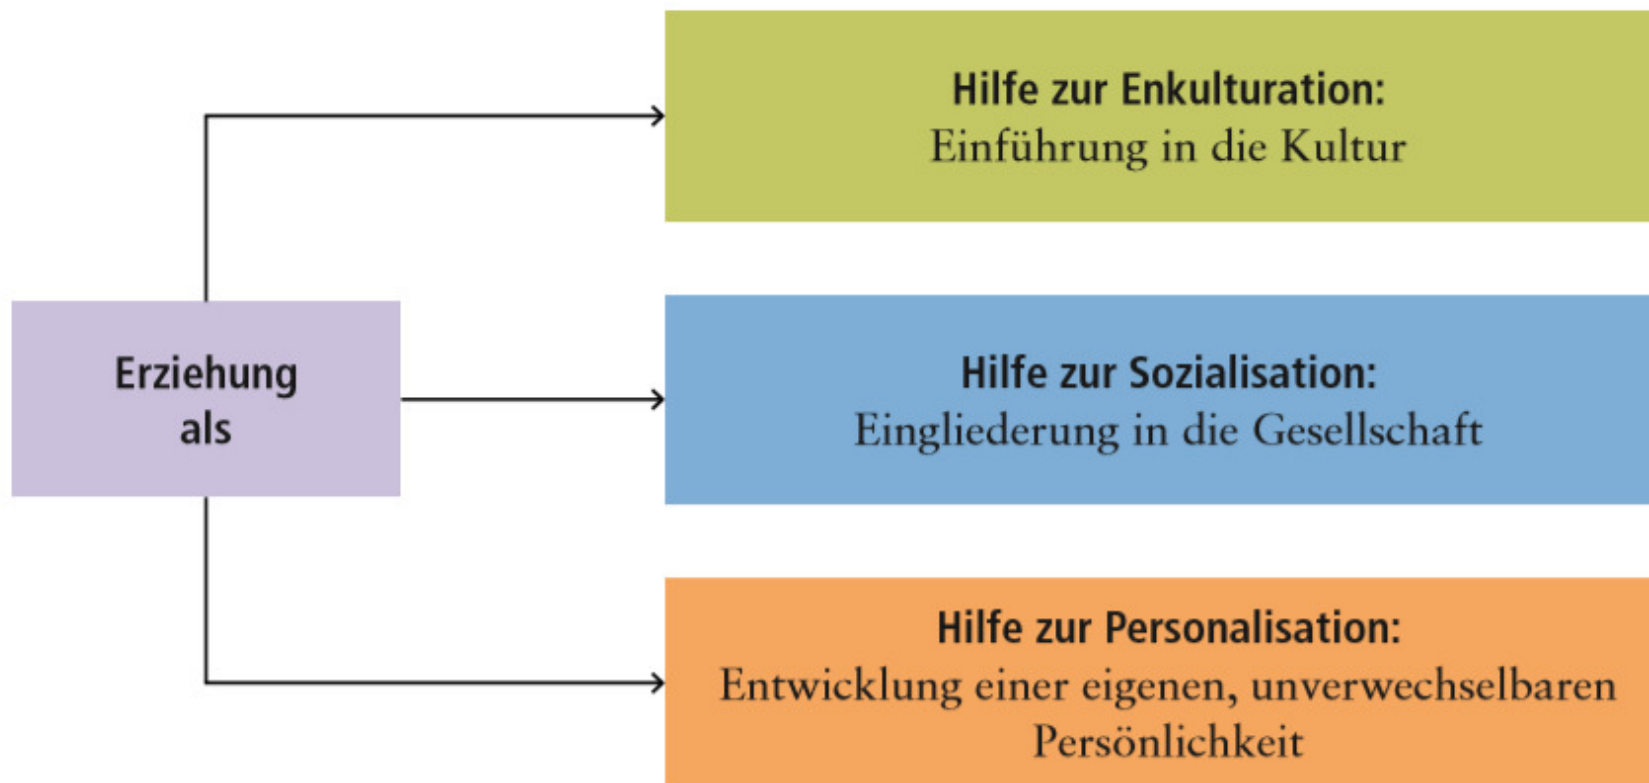 Hilfe zur Enkulturation:
Einführung in die Kultur
Erziehung
als
Hilfe zur Sozialisation:
Eingliederung in die Gesellschaft
Hilfe zur Personalisation:
Entwicklung einer eigenen, unverwechselbaren
Persönlichkeit